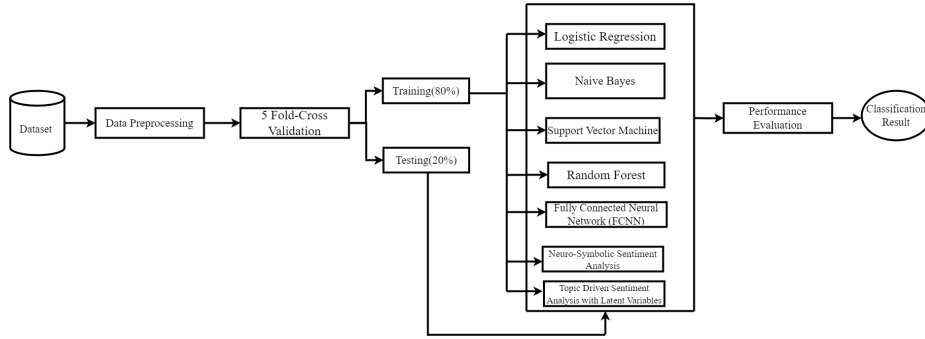 Dataset
Data Preprocessing
5 Fold-Cross
Validation
Training(80%)
Testing(20%)
Logistic Regression
Naive Bayes
Support Vector Machine
Random Forest
Fully Connected Neural
Network (FCNN)
Neuro-Symbolic Sentiment
Analysis
Topic Driven Sentiment
Analysis with Latent Variables
Performance
Evaluation
Classification
Result